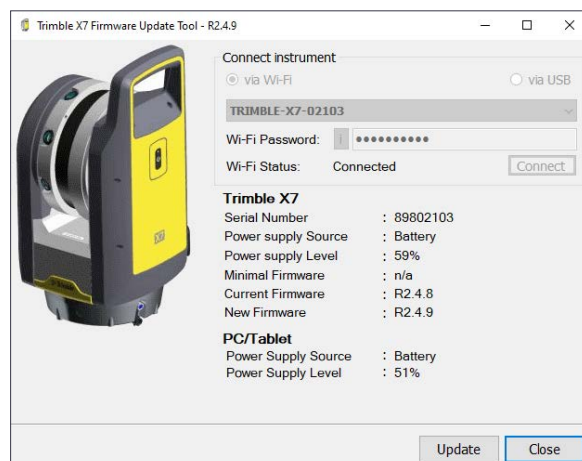 Trimble X7 Firmware Update Tool - R2.4.9
Connect instrument
via Wi-Fi
via USB
TRIMBLE-X7-02103
Wi-Fi Password: i ●●●●●●●●●●
Wi-Fi Status: Connected Connect
Trimble X7
Serial Number : 89802103
Power supply Source : Battery
Power supply Level : 59%
Minimal Firmware : n/a
Current Firmware : R2.4.8
New Firmware : R2.4.9
PC/Tablet
Power Supply Source : Battery
Power Supply Level : 51%
X7
Update Close